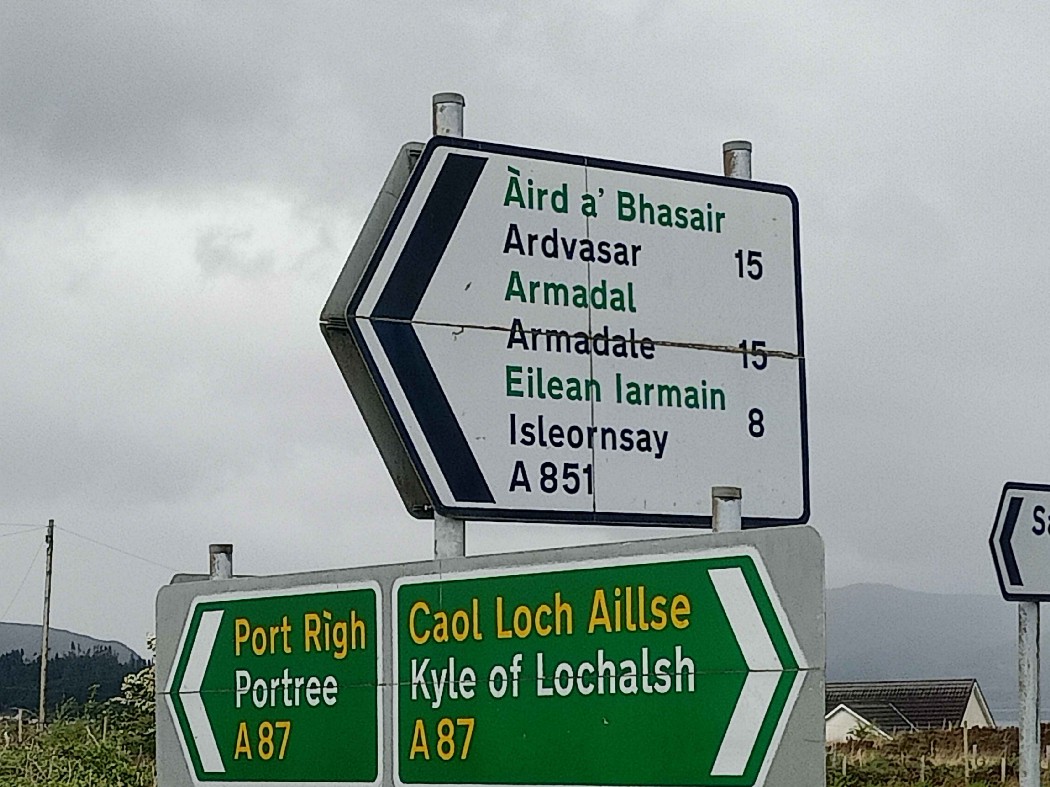 Àird a' Bhasair
Ardvasar 15
Armadal
Armadale 15
Eilean Iarmain
Isleornsay 8
A 851
Port Rìgh
Portree
A 87
Caol Loch Aillse
Kyle of Lochalsh
A 87